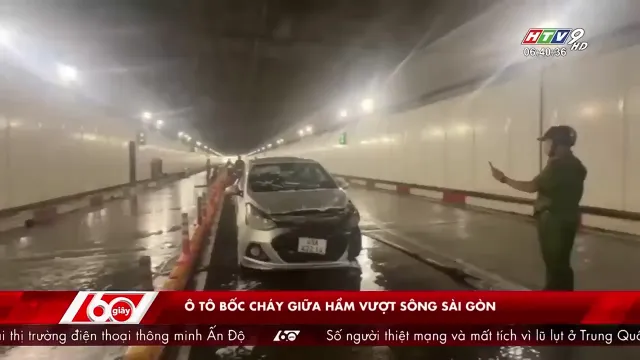 HTV9 HD
06:40:36
60 giây
Ô TÔ BỐC CHÁY GIỮA HẦM VƯỢT SÔNG SÀI GÒN
thị trường điện thoại thông minh Ấn Độ 60 Số người thiệt mạng và mất tích vì lũ lụt ở Trung